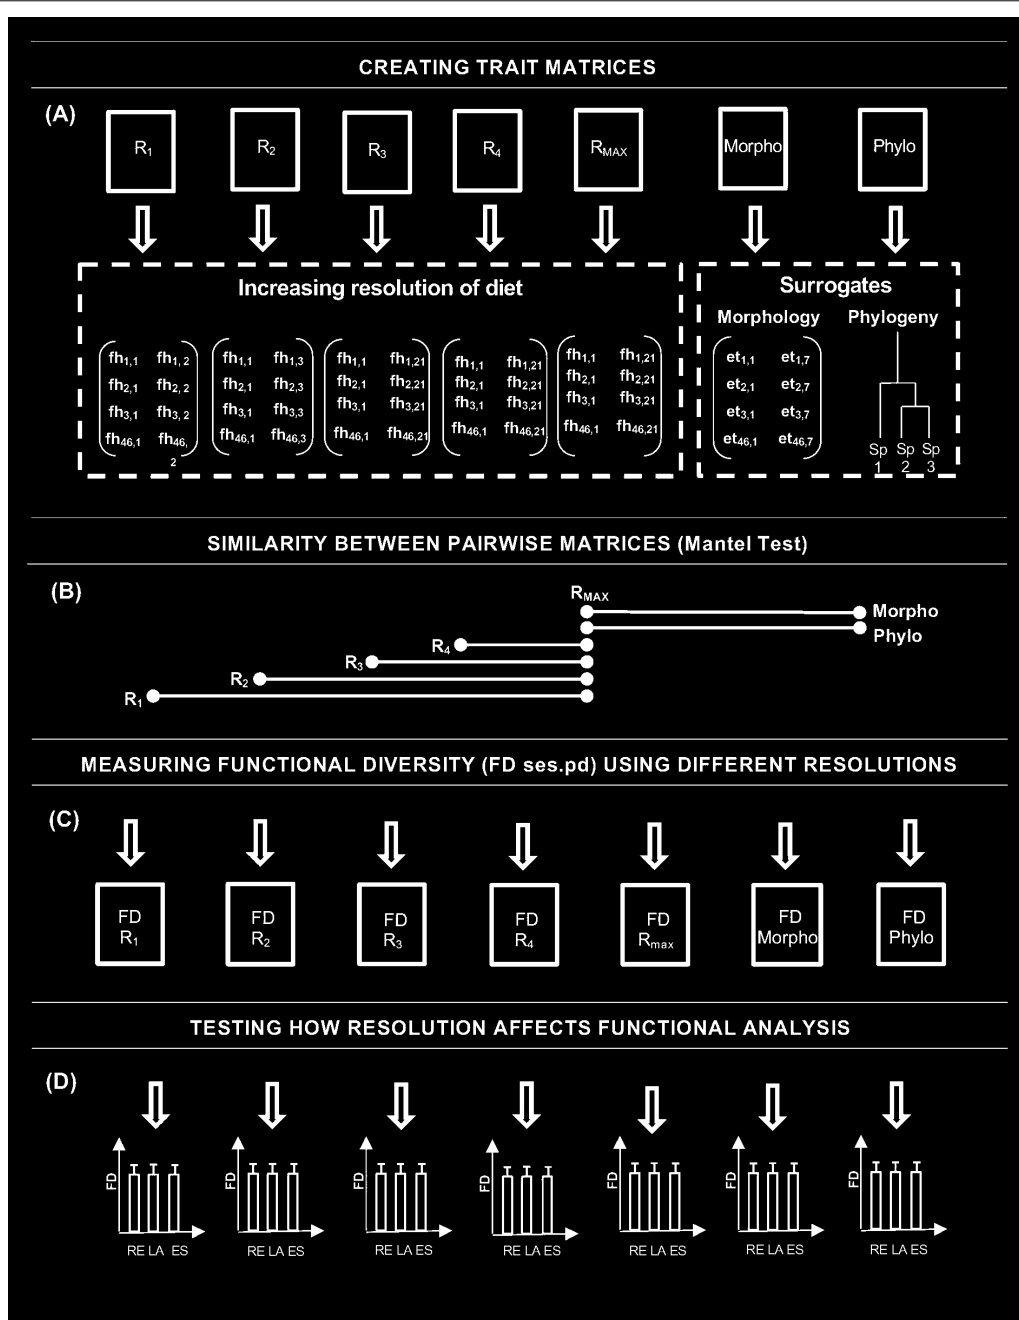 CREATING TRAIT MATRICES
(A)
R1 R2 R3 R4 RMAX Morpho Phylo
Increasing resolution of diet
Surrogates
Morphology Phylogeny
fh1,1 fh1,2 fh1,1 fh1,3 fh1,1 fh1,21 fh1,1 fh1,21 fh1,1 fh1,21 et1,1 et1,7
fh2,1 fh2,2 fh2,1 fh2,3 fh2,1 fh2,21 fh2,1 fh2,21 fh2,1 fh2,21 et2,1 et2,7
fh3,1 fh3,2 fh3,1 fh3,3 fh3,1 fh3,21 fh3,1 fh3,21 fh3,1 fh3,21 et3,1 et3,7
fh46,1 fh46,2 fh46,1 fh46,3 fh46,1 fh46,21 fh46,1 fh46,21 fh46,1 fh46,21 et46,1 et46,7
Sp Sp Sp
1 2 3
SIMILARITY BETWEEN PAIRWISE MATRICES (Mantel Test)
(B)
RMAX
Morpho
Phylo
R4
R3
R2
R1
MEASURING FUNCTIONAL DIVERSITY (FD ses.pd) USING DIFFERENT RESOLUTIONS
(C)
FD FD FD FD FD FD FD
R1 R2 R3 R4 Rmax Morpho Phylo
TESTING HOW RESOLUTION AFFECTS FUNCTIONAL ANALYSIS
(D)
FD FD FD FD FD FD FD
RE LA ES RE LA ES RE LA ES RE LA ES RE LA ES RE LA ES RE LA ES